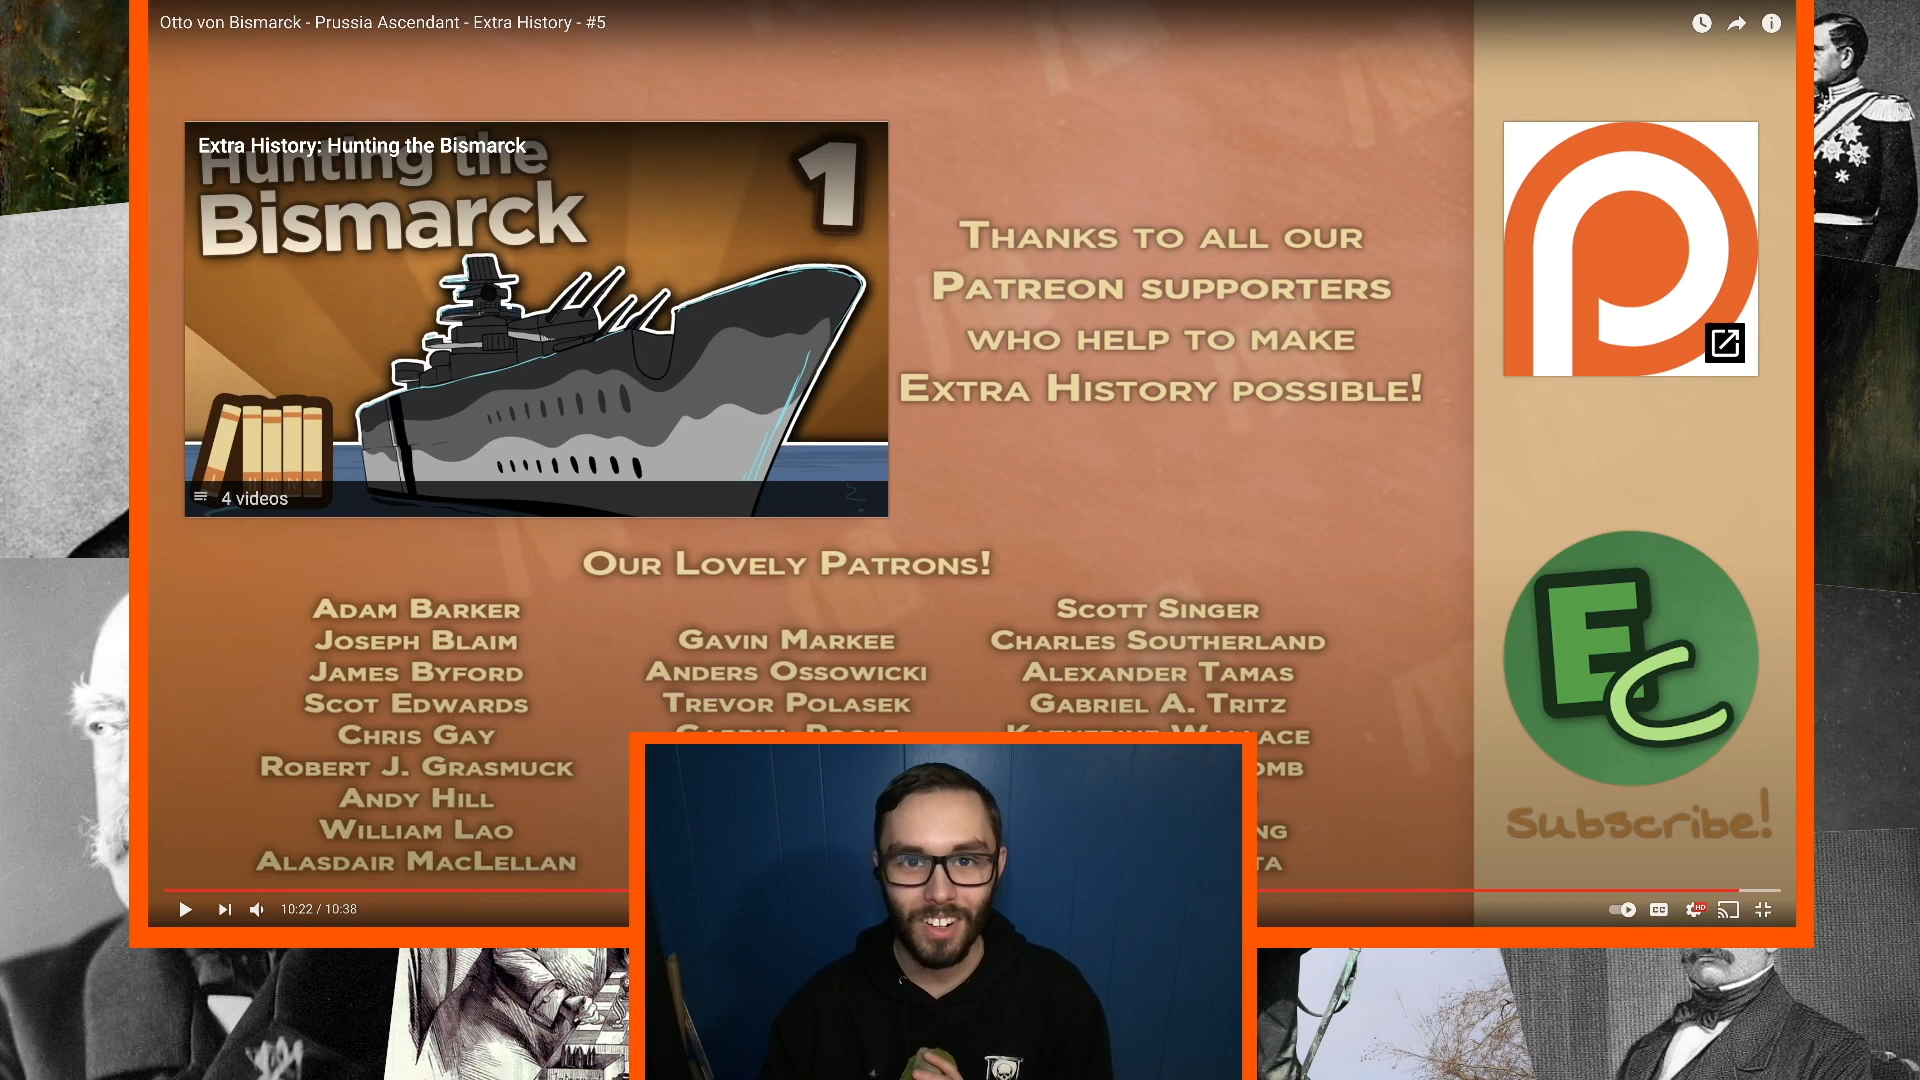 Otto von Bismarck - Prussia Ascendant - Extra History - #5
Extra History: Hunting the Bismarck
Hunting the
Bismarck
1
4 videos
Thanks to all our
Patreon supporters
who help to make
Extra History possible!
Our Lovely Patrons!
Adam Barker
Joseph Blaim
James Byford
Scot Edwards
Chris Gay
Robert J. Grasmuck
Andy Hill
William Lao
Alasdair MacLellan
Gavin Markee
Anders Ossowicki
Trevor Polasek
Scott Singer
Charles Southerland
Alexander Tamas
Gabriel A. Tritz
EC
Subscribe!
10:22 / 10:38
CC
HD